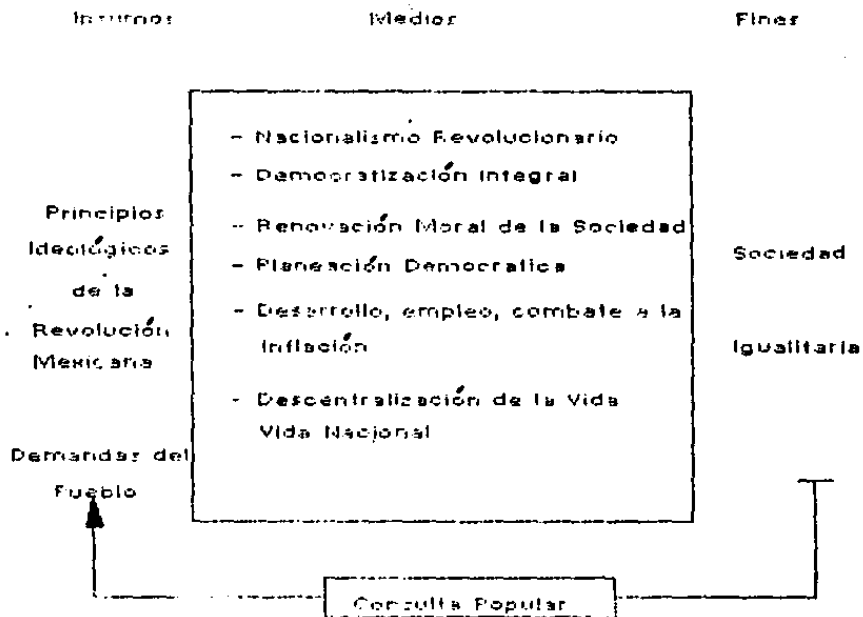 Insumos Medios Fines
Principios
Ideológicos
de la
Revolución
Mexicana
Demandas del
Pueblo
- Nacionalismo Revolucionario
- Democratización Integral
- Renovación Moral de la Sociedad
- Planeación Democratica
- Desarrollo, empleo, combate a la
inflación
- Descentralización de la Vida
Vida Nacional
Sociedad
Igualitaria
Consulta Popular